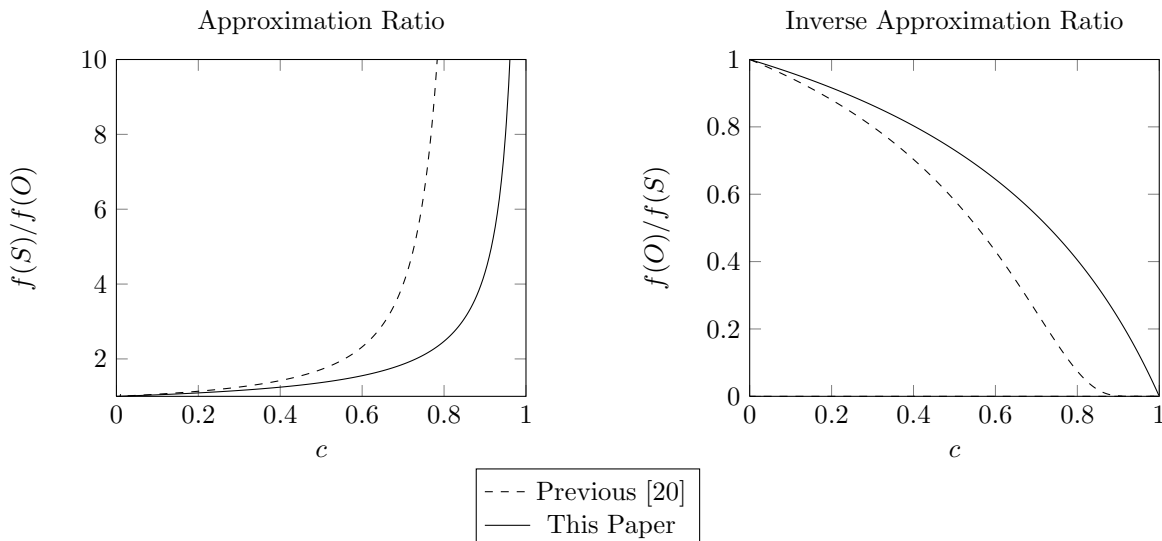 Approximation Ratio
f(S)/f(O)
10
8
6
4
2
0 0.2 0.4 0.6 0.8 1
c
Inverse Approximation Ratio
f(O)/f(S)
1
0.8
0.6
0.4
0.2
0
0 0.2 0.4 0.6 0.8 1
c
Previous [20]
This Paper